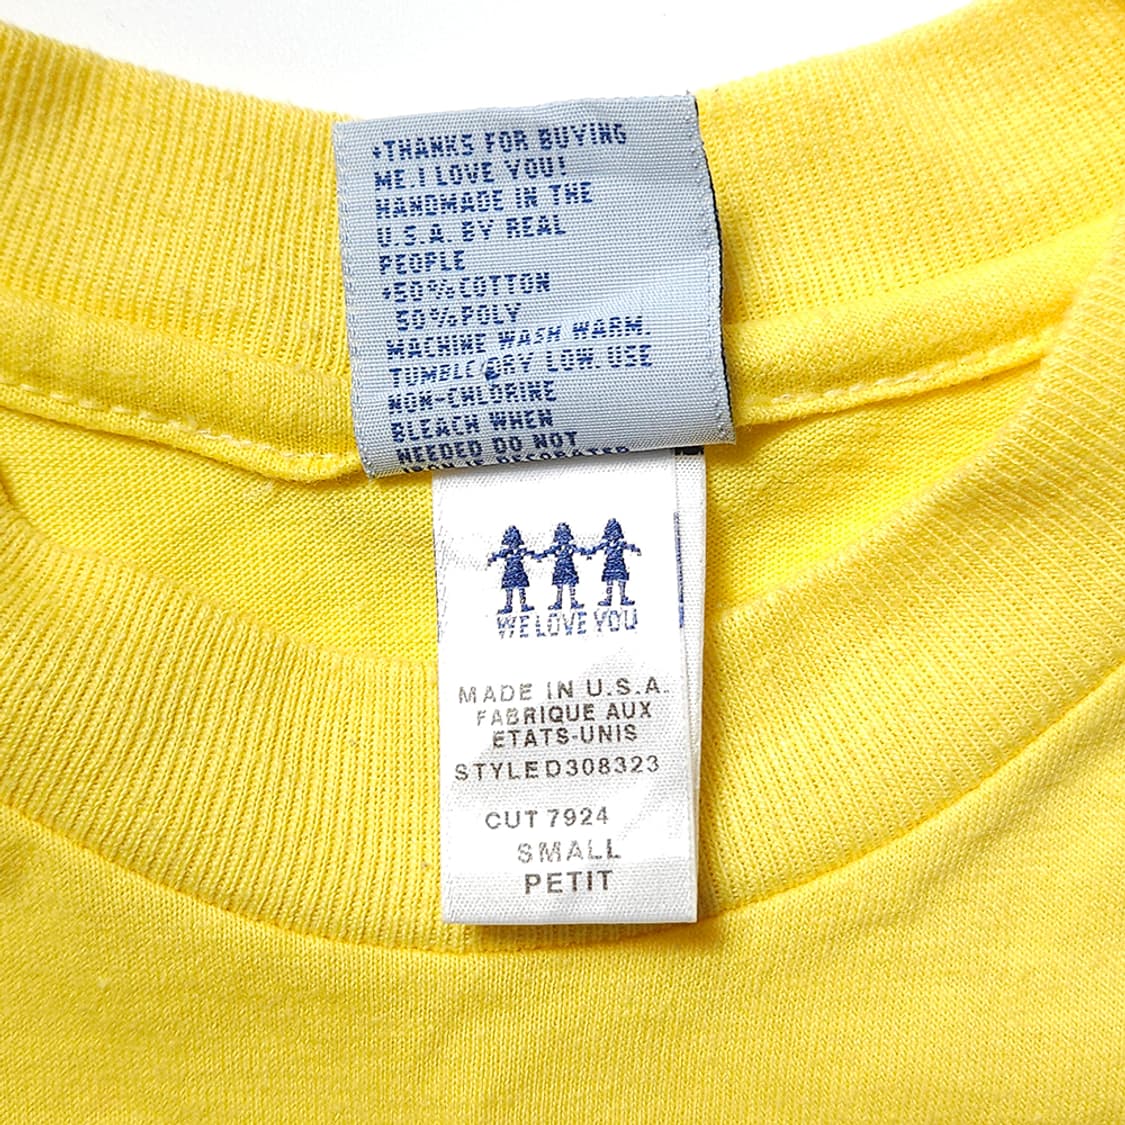 •THANKS FOR BUYING
ME. I LOVE YOU!
HANDMADE IN THE
U.S.A. BY REAL
PEOPLE
•50% COTTON
50% POLY
MACHINE WASH WARM.
TUMBLE DRY LOW. USE
NON-CHLORINE
BLEACH WHEN
NEEDED DO NOT
WE LOVE YOU
MADE IN U.S.A.
FABRIQUE AUX
ETATS-UNIS
STYLE D308323
CUT 7924
SMALL
PETIT